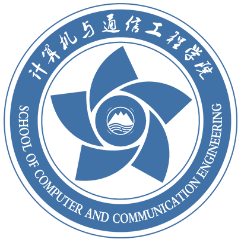 计算机与通信工程学院
SCHOOL OF COMPUTER AND COMMUNICATION ENGINEERING